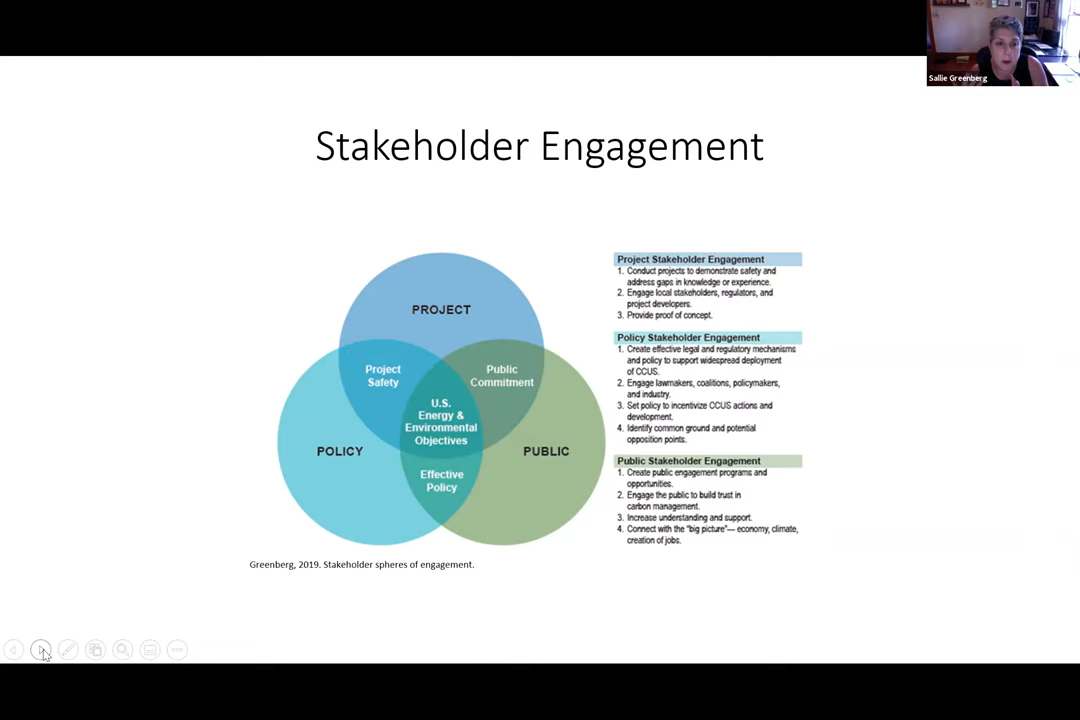 Sallie Greenberg
Stakeholder Engagement
PROJECT
Project
Safety
Public
Commitment
U.S.
Energy &
Environmental
Objectives
POLICY
PUBLIC
Effective
Policy
Project Stakeholder Engagement
1. Conduct projects to demonstrate safety and
address gaps in knowledge or experience.
2. Engage local stakeholders, regulators, and
project developers.
3. Provide proof of concept.
Policy Stakeholder Engagement
1. Create effective legal and regulatory mechanisms
and policy to support widespread deployment
of CCUS.
2. Engage lawmakers, coalitions, policymakers,
and industry.
3. Set policy to incentivize CCUS actions and
development.
4. Identify common ground and potential
opposition points.
Public Stakeholder Engagement
1. Create public engagement programs and
opportunities.
2. Engage the public to build trust in
carbon management.
3. Increase understanding and support.
4. Connect with the "big picture"— economy, climate,
creation of jobs.
Greenberg, 2019. Stakeholder spheres of engagement.